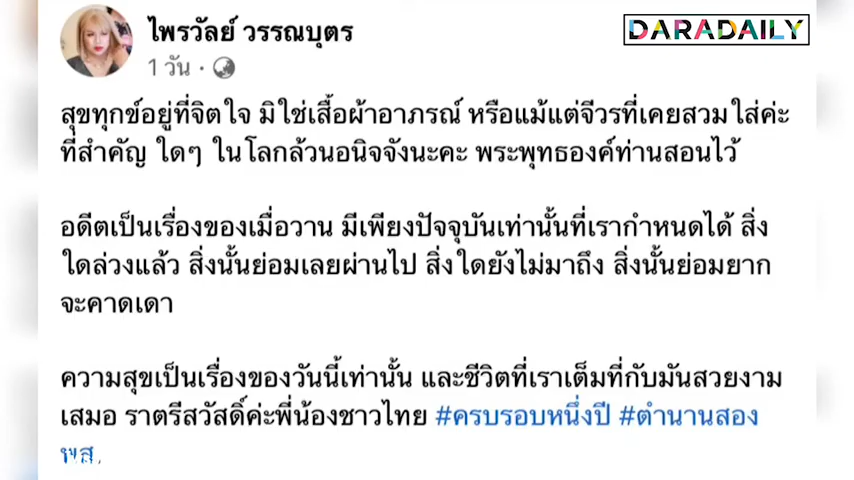 ไพรวัลย์ วรรณบุตร
DARADAILY
1 วัน ·
สุขทุกข์อยู่ที่จิตใจ มิใช่เสื้อผ้าอาภรณ์ หรือแม้แต่จีวรที่เคยสวมใส่ค่ะ
ที่สำคัญ ใดๆ ในโลกล้วนอนิจจังนะคะ พระพุทธองค์ท่านสอนไว้
อดีตเป็นเรื่องของเมื่อวาน มีเพียงปัจจุบันเท่านั้นที่เรากำหนดได้ สิ่ง
ใดล่วงแล้ว สิ่งนั้นย่อมเลยผ่านไป สิ่งใดยังไม่มาถึง สิ่งนั้นย่อมยาก
จะคาดเดา
ความสุขเป็นเรื่องของวันนี้เท่านั้น และชีวิตที่เราเต็มที่กับมันสวยงาม
เสมอ ราตรีสวัสดิ์ค่ะพี่น้องชาวไทย #ครบรอบหนึ่งปี #ตำนานสอง